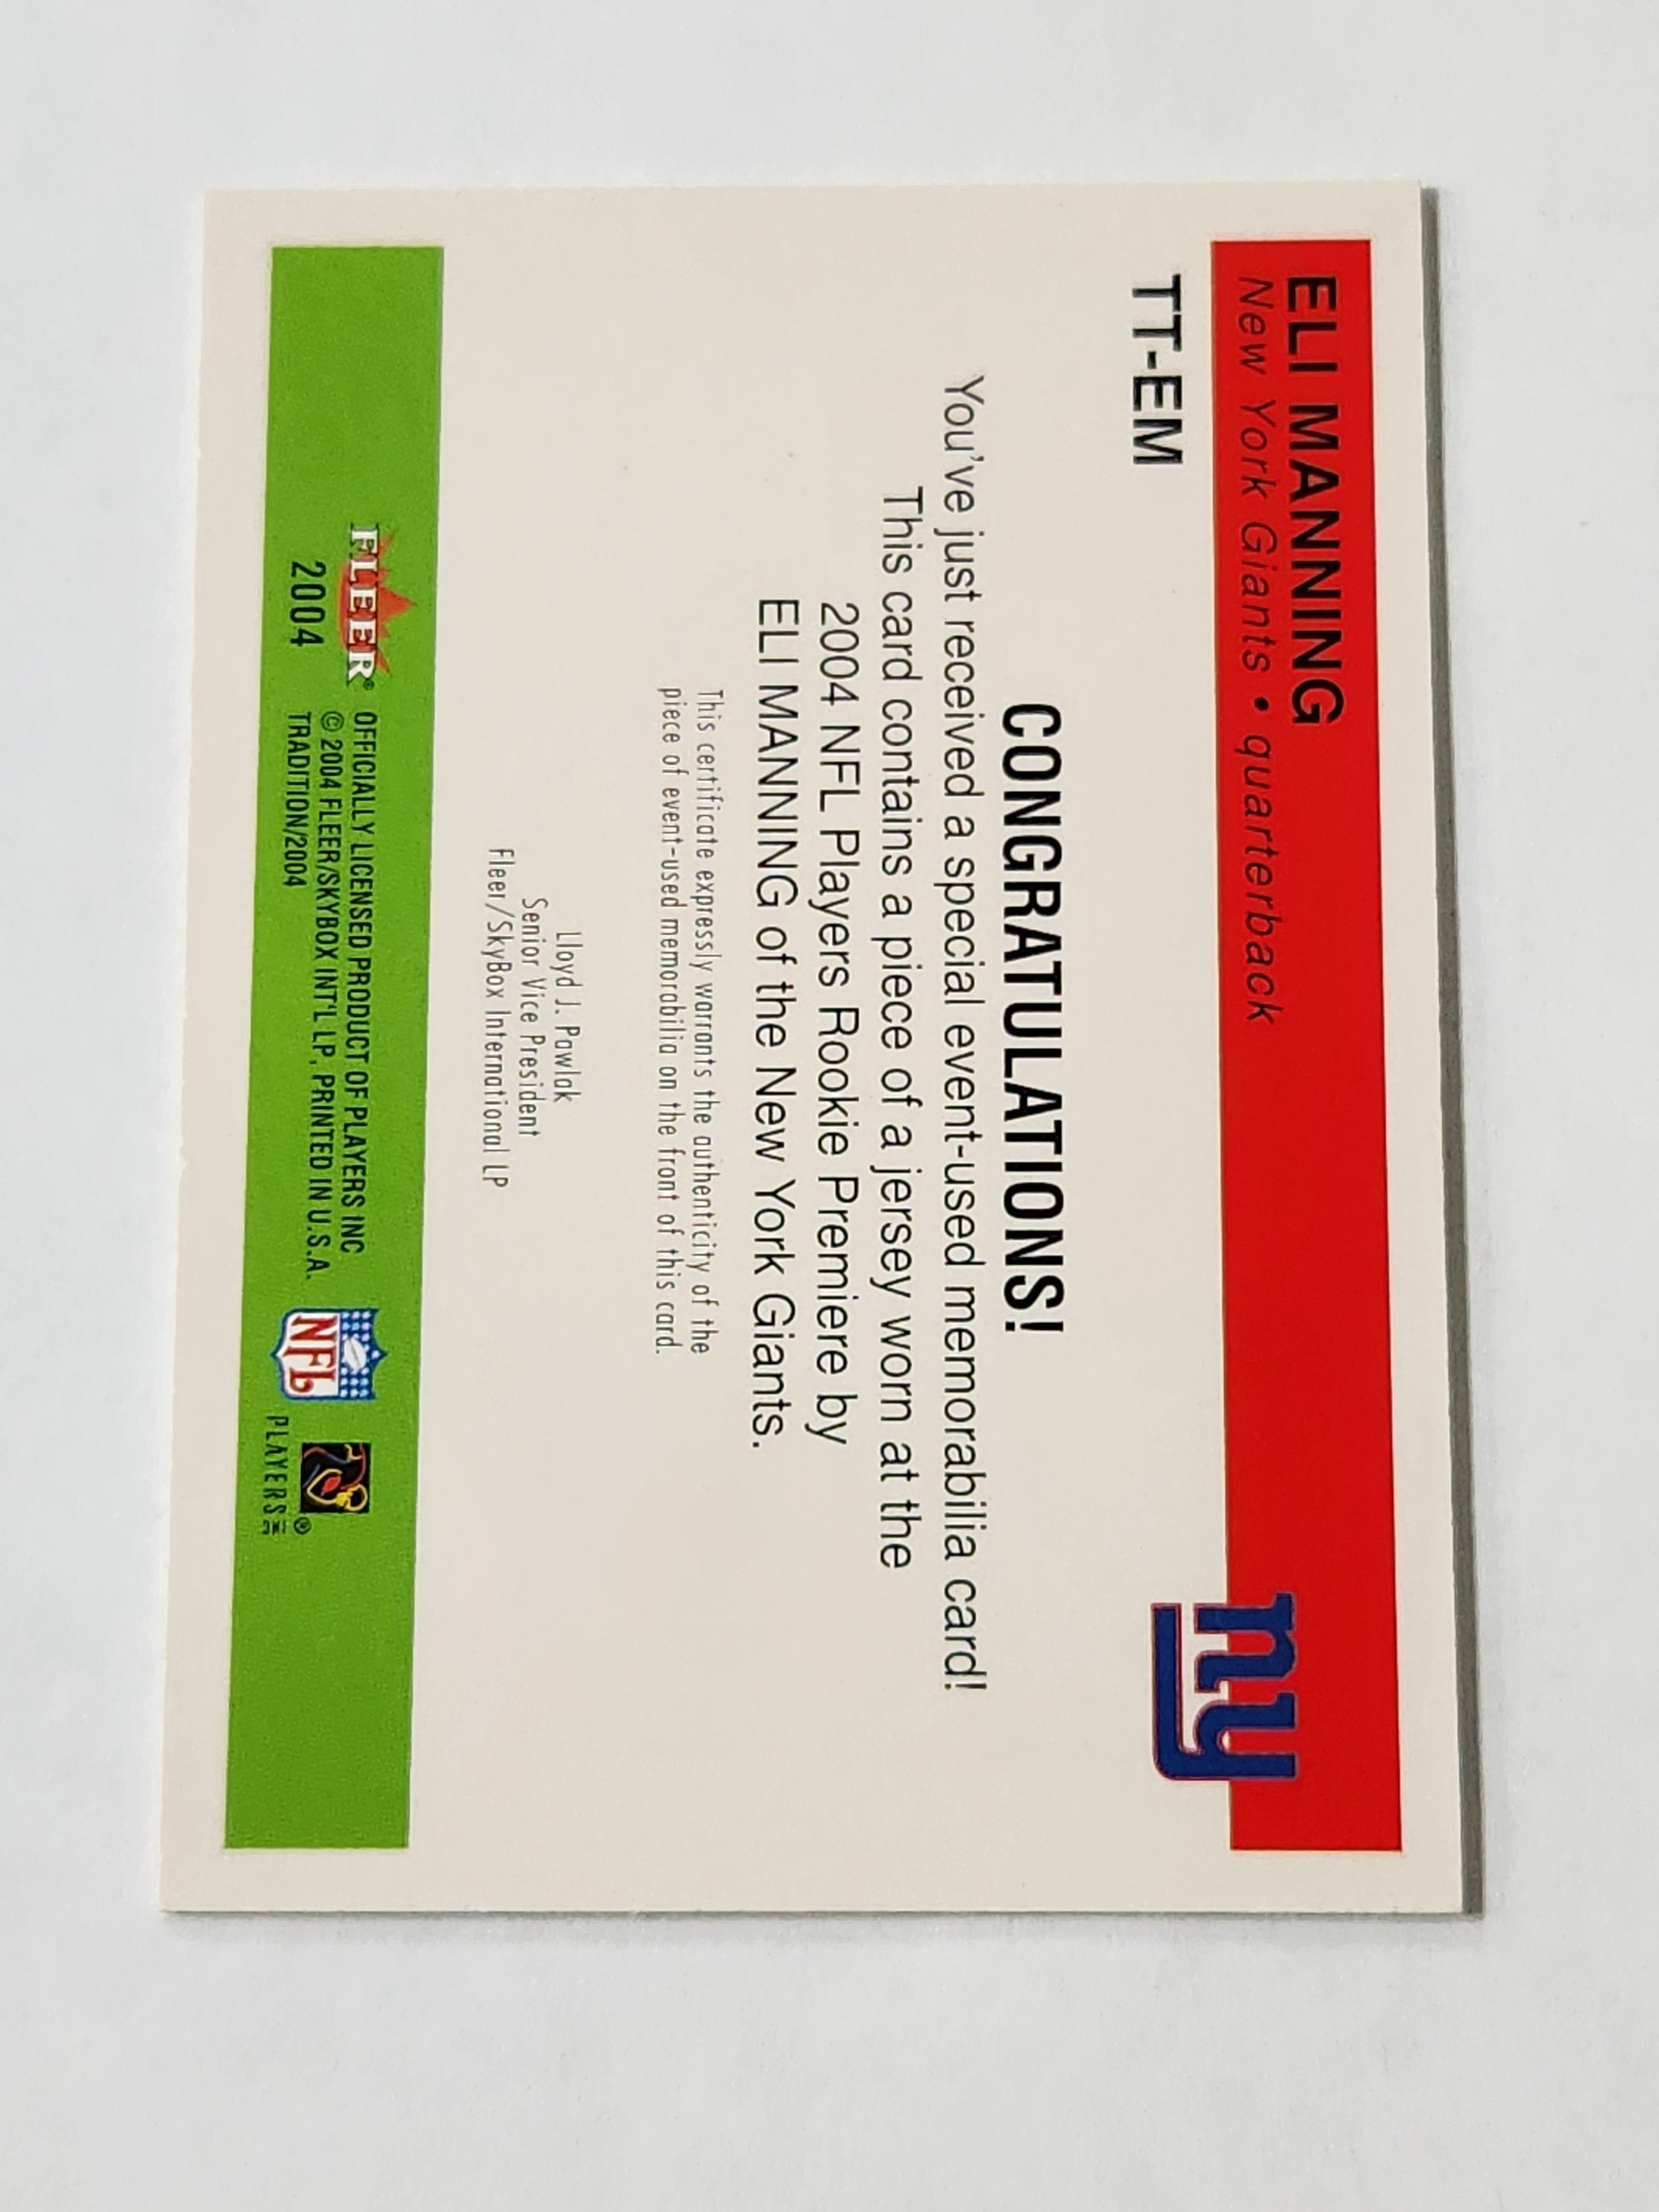 ELI MANNING
New York Giants • quarterback
ny
TT-EM
CONGRATULATIONS!
You've just received a special event-used memorabilia card!
This card contains a piece of a jersey worn at the
2004 NFL Players Rookie Premiere by
ELI MANNING of the New York Giants.
This certificate expressly warrants the authenticity of the
piece of event-used memorabilia on the front of this card.
Lloyd J. Pawlak
Senior Vice President
Fleer/SkyBox International LP
FLEER®
2004
OFFICIALLY LICENSED PRODUCT OF PLAYERS INC
© 2004 FLEER/SKYBOX INT'L LP, PRINTED IN U.S.A.
TRADITION/2004
NFL
PLAYERS INC ®